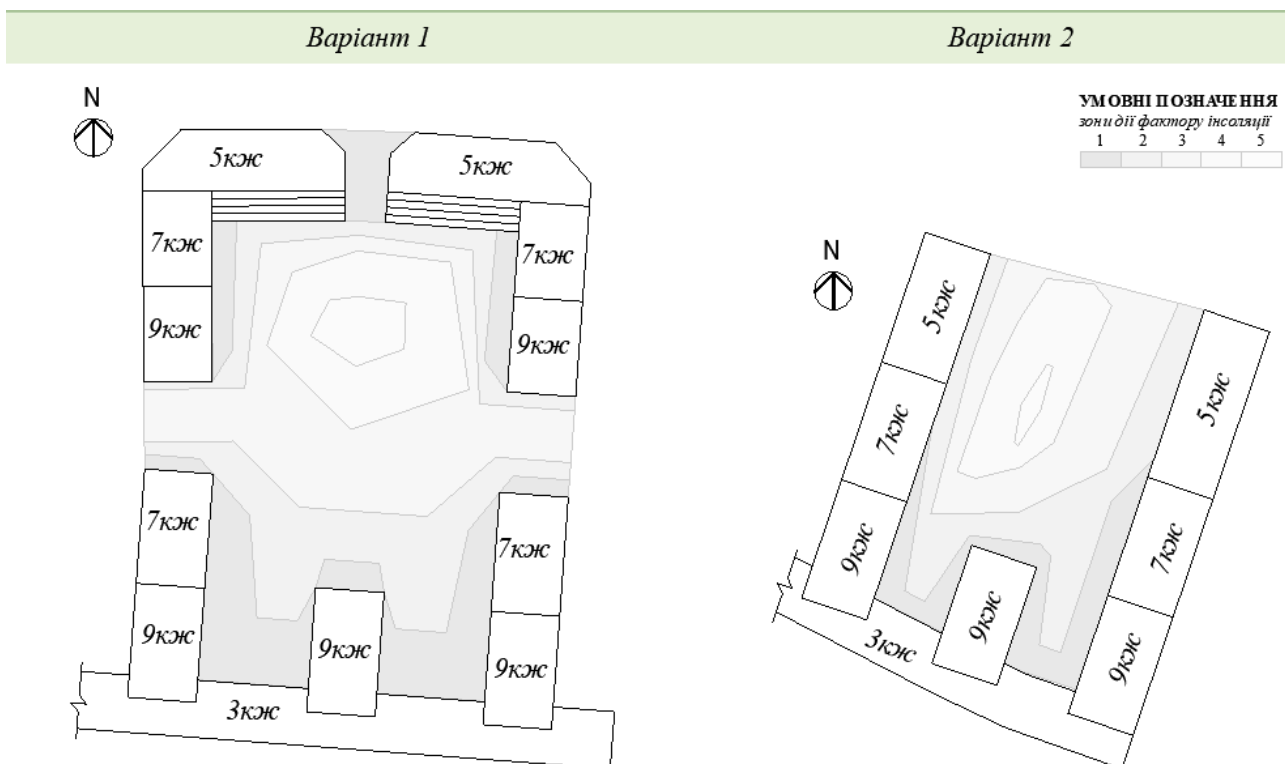 Варіант 1
Варіант 2
N
5кж
5кж
7кж
7кж
9кж
9кж
7кж
7кж
9кж
9кж
9кж
3кж
УМОВНІ ПОЗНАЧЕННЯ
зони дії фактору інсоляції
1 2 3 4 5
N
5кж
5кж
7кж
9кж
7кж
9кж
9кж
3кж